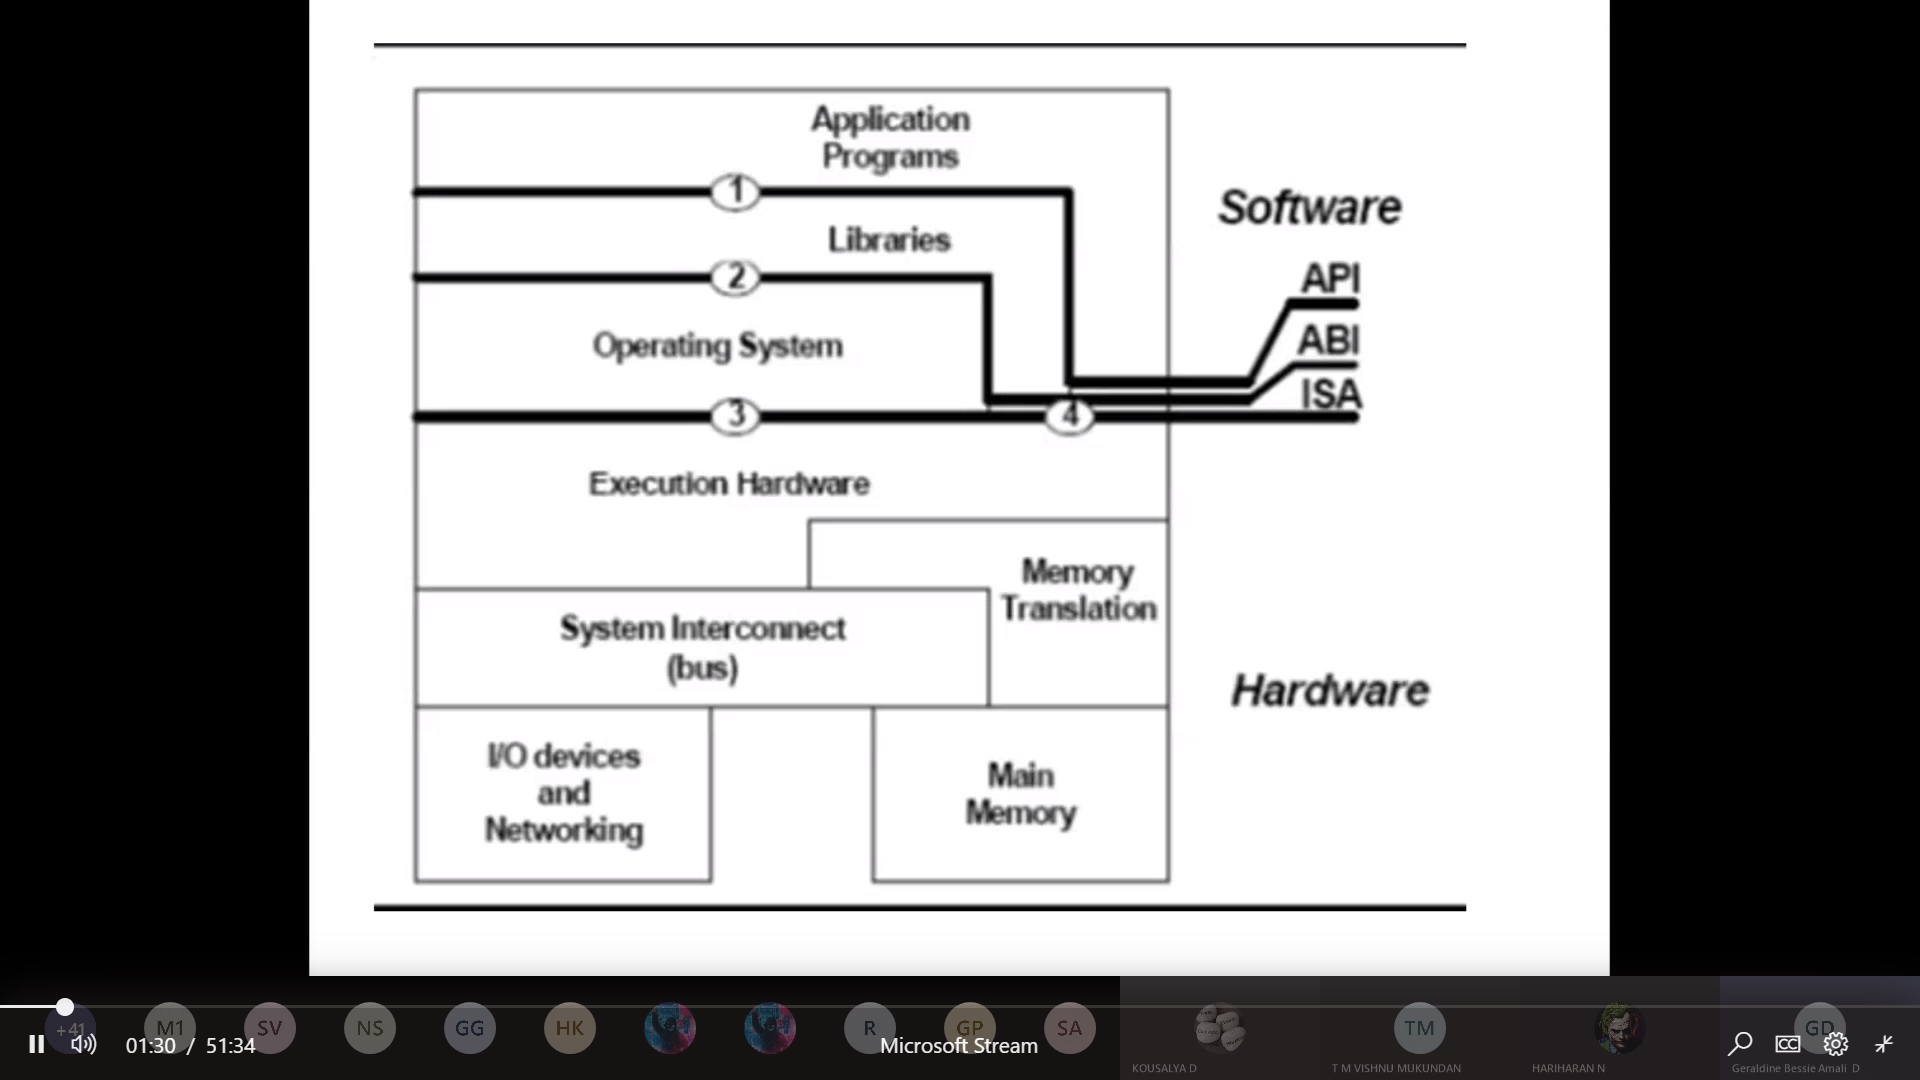 Application
Programs
1
Libraries
2
Operating System
3
4
Software
API
ABI
ISA
Execution Hardware
Memory
Translation
System Interconnect
(bus)
Hardware
I/O devices
and
Networking
Main
Memory
+41
M1
SV
NS
GG
HK
R
GP
SA
TM
GD
01:30 / 51:34
Microsoft Stream
CC
KOUSALYA D
T M VISHNU MUKUNDAN
HARIHARAN N
Geraldine Bessie Amali D